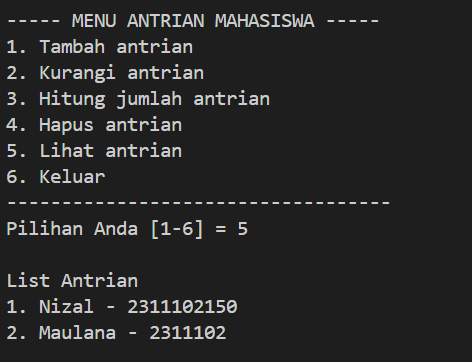 ----- MENU ANTRIAN MAHASISWA -----
1. Tambah antrian
2. Kurangi antrian
3. Hitung jumlah antrian
4. Hapus antrian
5. Lihat antrian
6. Keluar
-----------------------------------
Pilihan Anda [1-6] = 5
List Antrian
1. Nizal - 2311102150
2. Maulana - 2311102